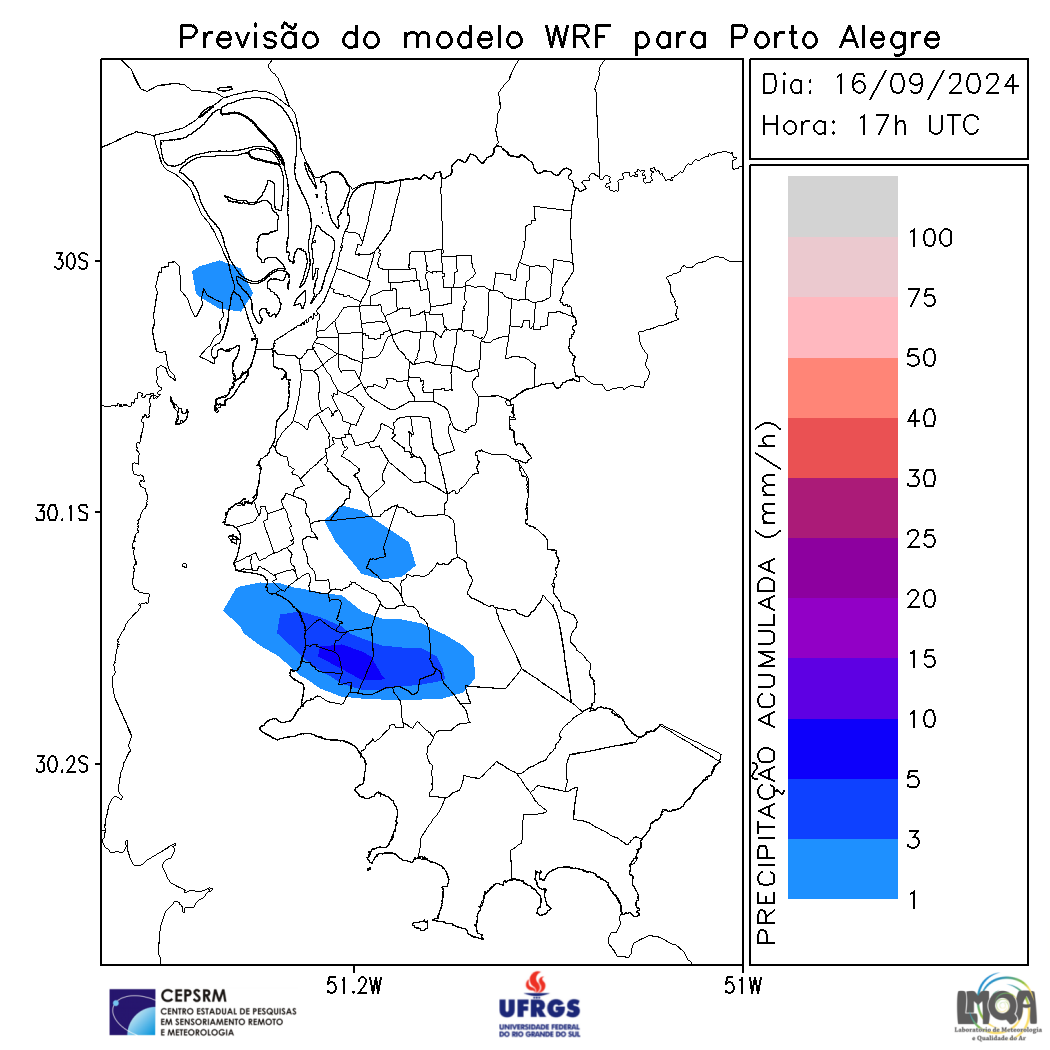 Previsão do modelo WRF para Porto Alegre
Dia: 16/09/2024
Hora: 17h UTC
30S
30.1S
30.2S
51.2W
51W
PRECIPITAÇÃO ACUMULADA (mm/h)
100
75
50
40
30
25
20
15
10
5
3
1
CEPSRM
CENTRO ESTADUAL DE PESQUISAS
EM SENSORIAMENTO REMOTO
E METEOROLOGIA
UFRGS
UNIVERSIDADE FEDERAL
DO RIO GRANDE DO SUL
LMQA
Laboratório de Meteorologia
e Qualidade do Ar